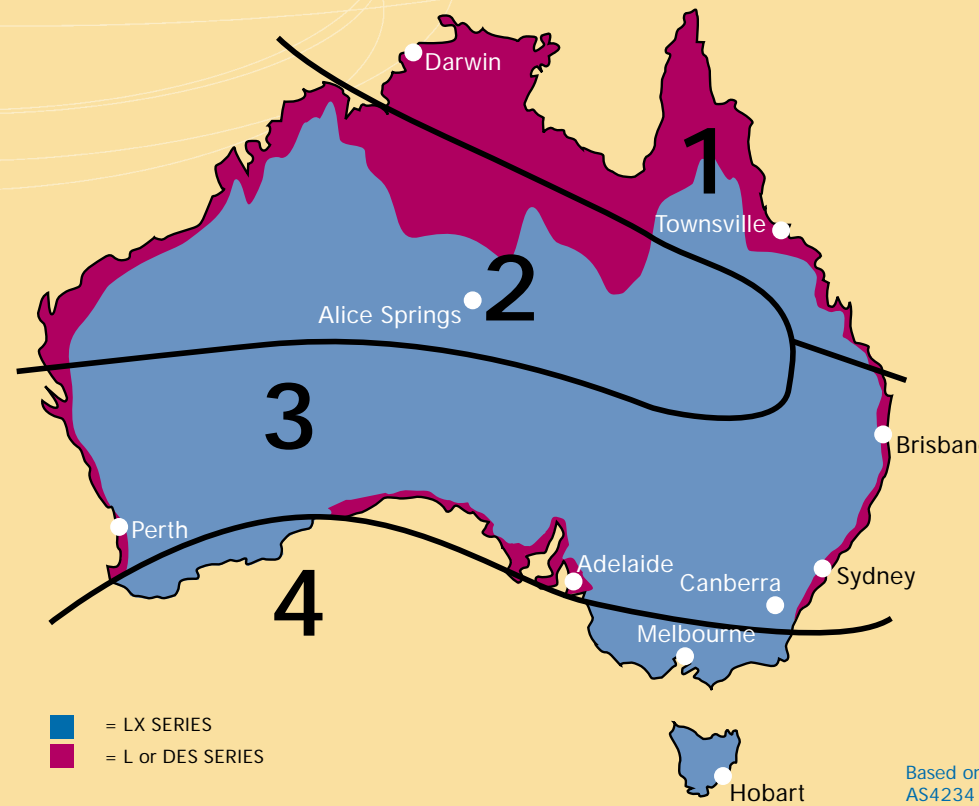 Darwin
1
Townsville
2
Alice Springs
3
Brisban
Perth
Adelaide
Sydney
Canberra
4
Melbourne
= LX SERIES
= L or DES SERIES
Based on
AS4234
Hobart